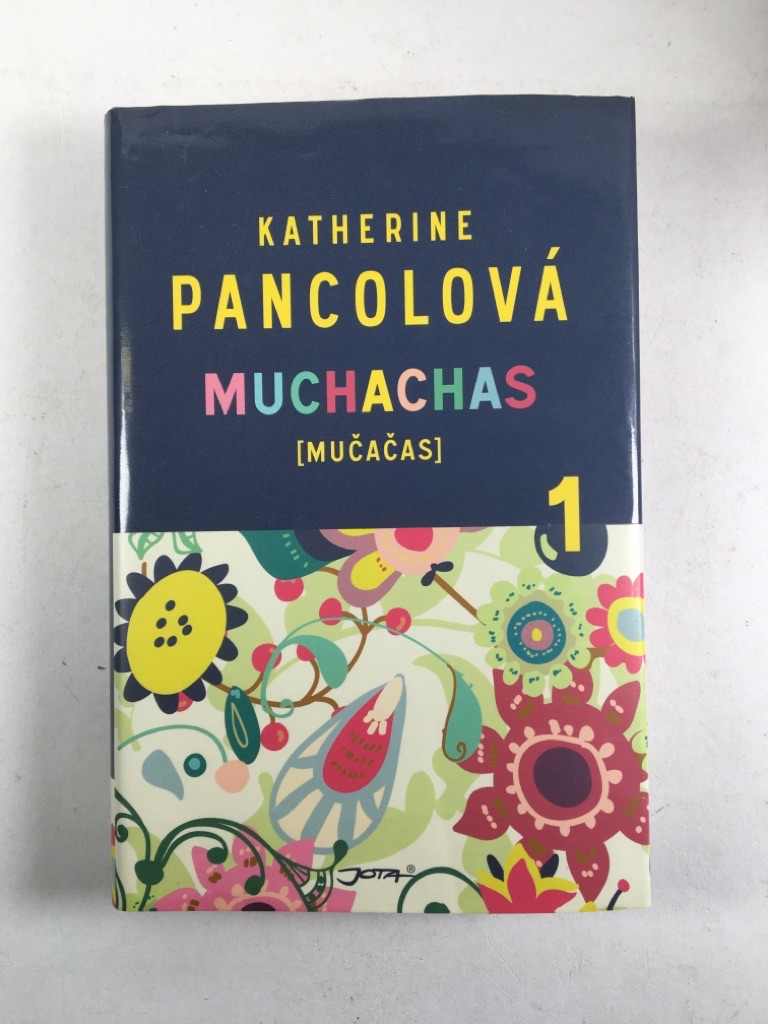 KATHERINE
PANCOLOVÁ
MUCHACHAS
[MUČAČAS]
1
JOTA®